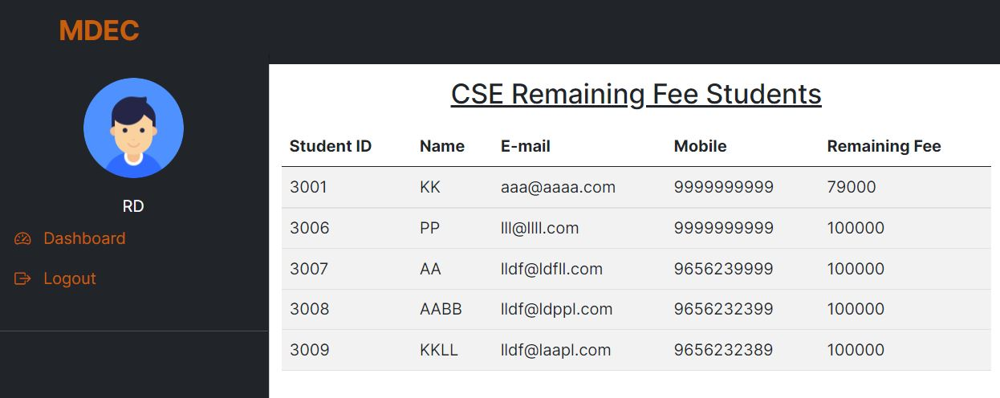 MDEC
RD
Dashboard
Logout
CSE Remaining Fee Students
Student ID Name E-mail Mobile Remaining Fee
3001 KK aaa@aaaa.com 9999999999 79000
3006 PP lll@llll.com 9999999999 100000
3007 AA lldf@ldfll.com 9656239999 100000
3008 AABB lldf@ldppl.com 9656232399 100000
3009 KKLL lldf@laapl.com 9656232389 100000